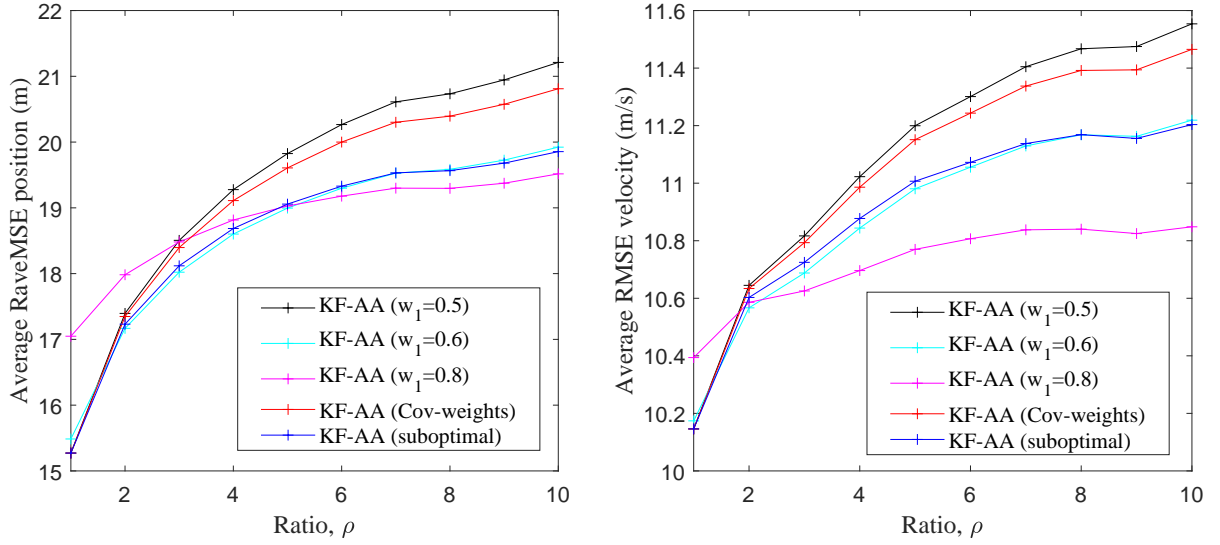 Average RaveMSE position (m)
22
21
20
19
18
17
16
15
2
4
6
8
10
Ratio, ρ
KF-AA (w1=0.5)
KF-AA (w1=0.6)
KF-AA (w1=0.8)
KF-AA (Cov-weights)
KF-AA (suboptimal)
Average RMSE velocity (m/s)
11.6
11.4
11.2
11
10.8
10.6
10.4
10.2
10
2
4
6
8
10
Ratio, ρ
KF-AA (w1=0.5)
KF-AA (w1=0.6)
KF-AA (w1=0.8)
KF-AA (Cov-weights)
KF-AA (suboptimal)